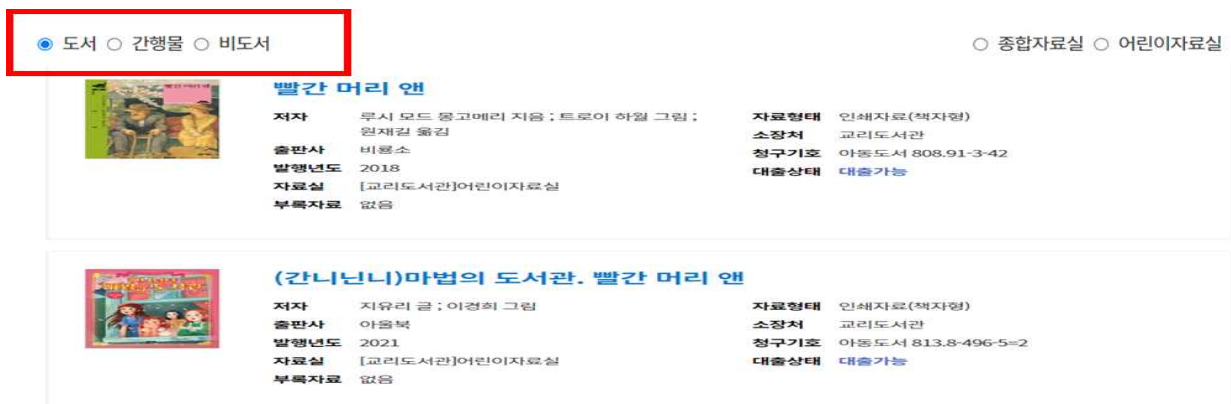 도서 간행물 비도서 종합자료실 어린이자료실
빨간 머리 앤
저자 루시 모드 몽고메리 지음 ; 트로이 하월 그림 ;
원재길 옮김
출판사 비룡소
발행년도 2018
자료실 [교리도서관]어린이자료실
부록자료 없음
자료형태 인쇄자료(책자형)
소장처 교리도서관
청구기호 아동도서 808.91-3-42
대출상태 대출가능
(간니닌니)마법의 도서관. 빨간 머리 앤
저자 지유리 글 ; 이경희 그림
출판사 아울북
발행년도 2021
자료실 [교리도서관]어린이자료실
부록자료 없음
자료형태 인쇄자료(책자형)
소장처 교리도서관
청구기호 아동도서 813.8-496-5=2
대출상태 대출가능